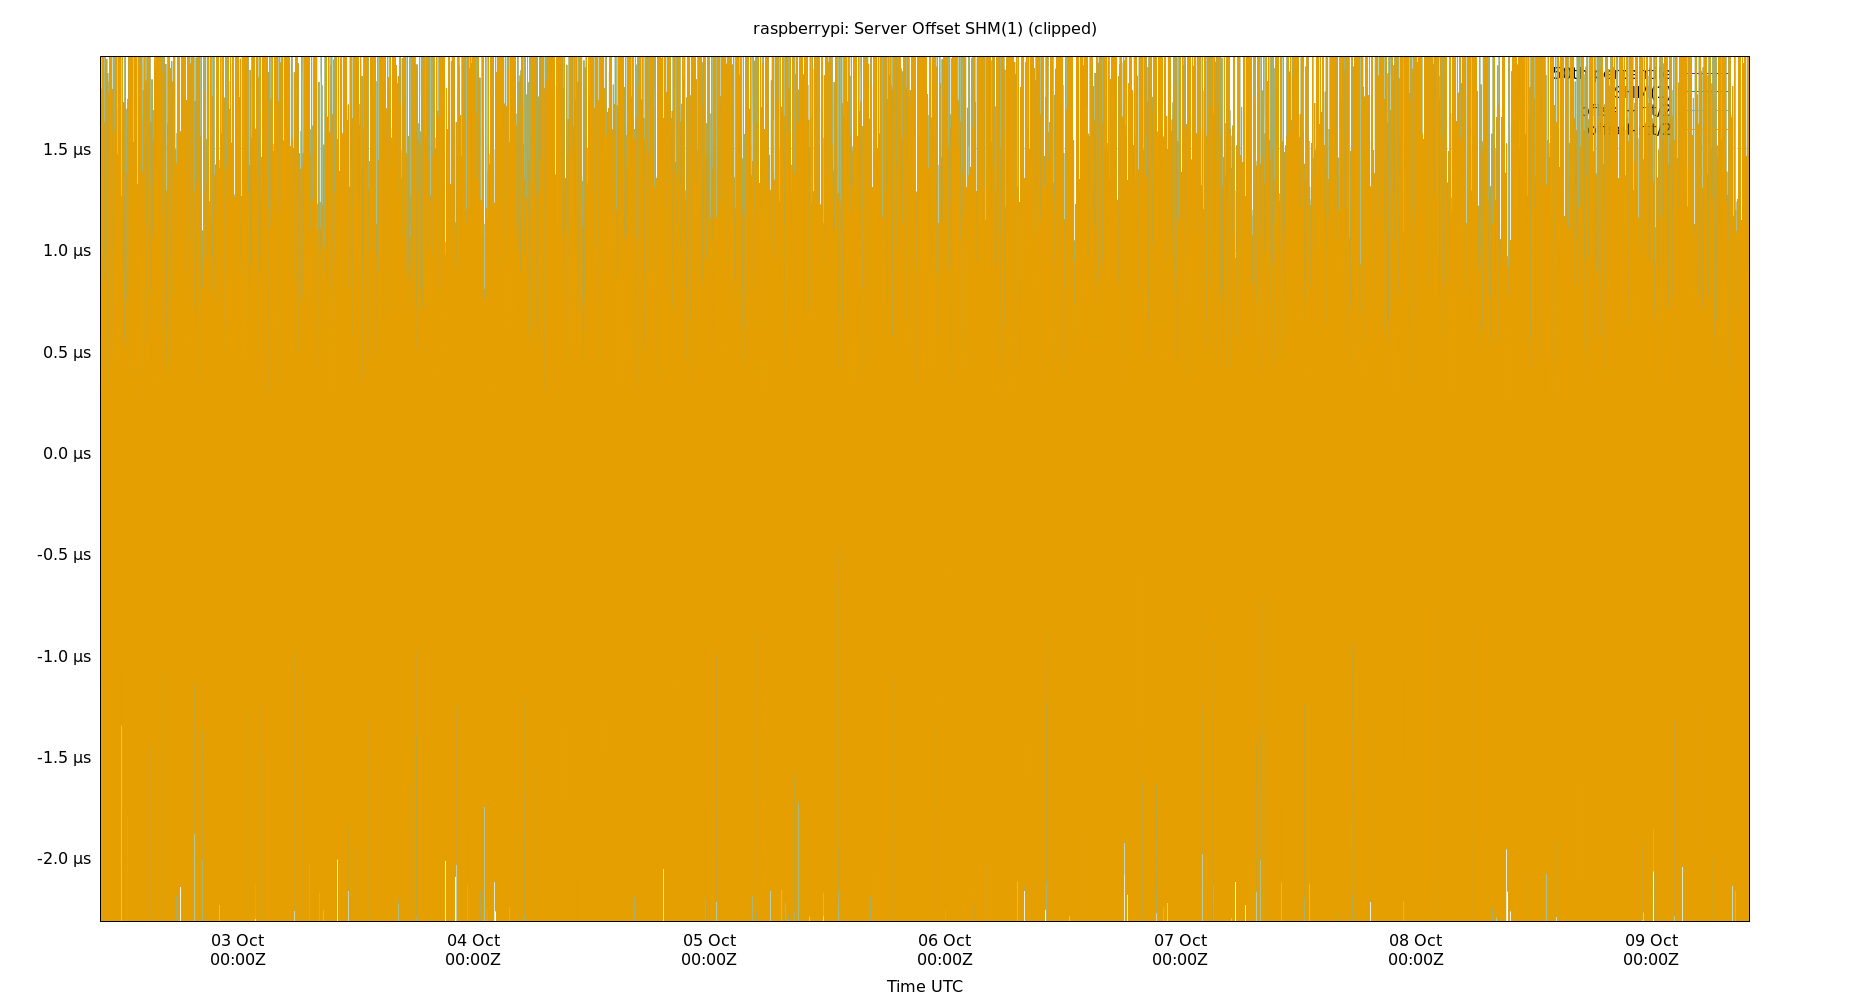 raspberrypi: Server Offset SHM(1) (clipped)
1.5 µs
1.0 µs
0.5 µs
0.0 µs
-0.5 µs
-1.0 µs
-1.5 µs
-2.0 µs
03 Oct 04 Oct 05 Oct 06 Oct 07 Oct 08 Oct 09 Oct
00:00Z 00:00Z 00:00Z 00:00Z 00:00Z 00:00Z 00:00Z
Time UTC